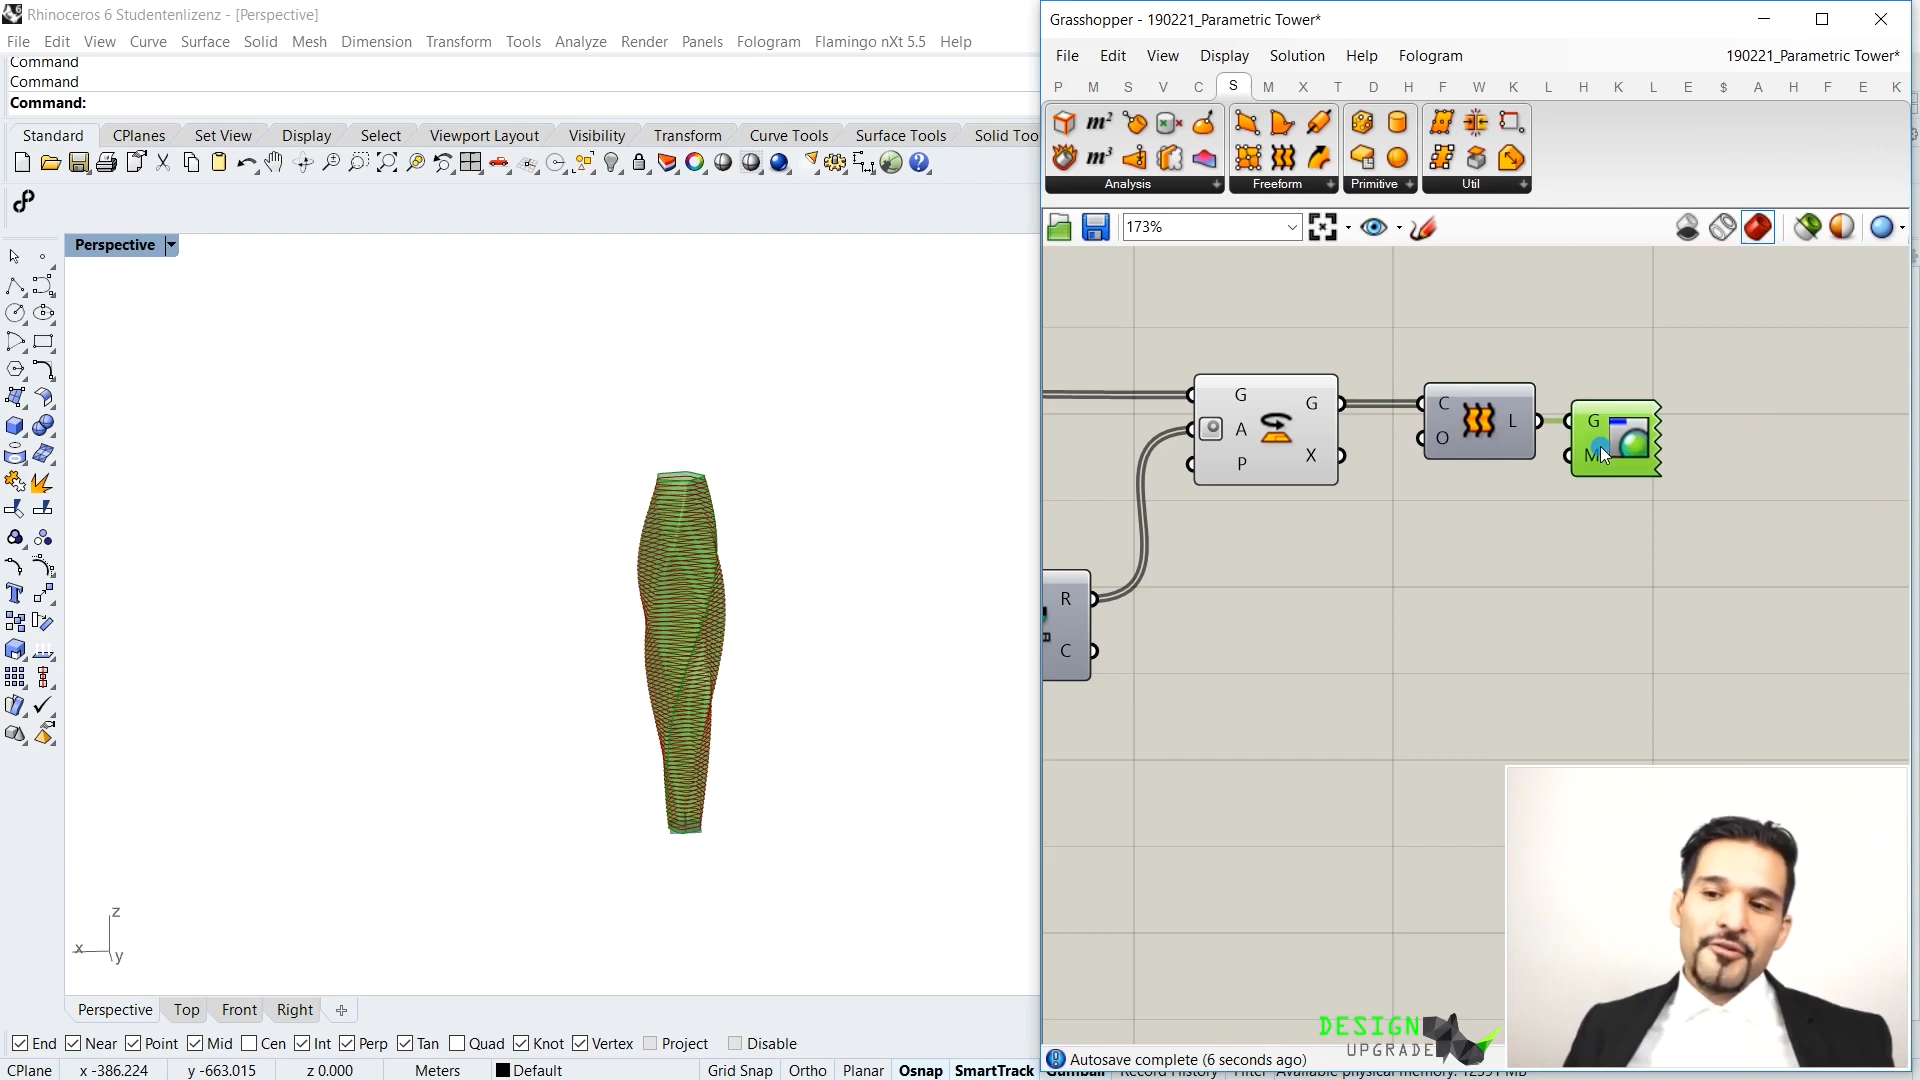 Rhinoceros 6 Studentenlizenz - [Perspective]
File Edit View Curve Surface Solid Mesh Dimension Transform Tools Analyze Render Panels Fologram Flamingo nXt 5.5 Help
Command
Command
Command:
Standard CPlanes Set View Display Select Viewport Layout Visibility Transform Curve Tools Surface Tools Solid Too
Perspective
z
x
y
Perspective Top Front Right
End Near Point Mid Cen Int Perp Tan Quad Knot Vertex Project Disable
CPlane x -386.224 y -663.015 z 0.000 Meters Default Grid Snap Ortho Planar Osnap SmartTrack
Grasshopper - 190221_Parametric Tower*
File Edit View Display Solution Help Fologram 190221_Parametric Tower*
P M S V C S M X T D H F W K L H K L E $ A H F E K
m²
m³
Analysis Freeform Primitive Util
173%
G
A
P
G
X
C
O
L
G
M
R
C
DESIGN
UPGRADE
Autosave complete (6 seconds ago)